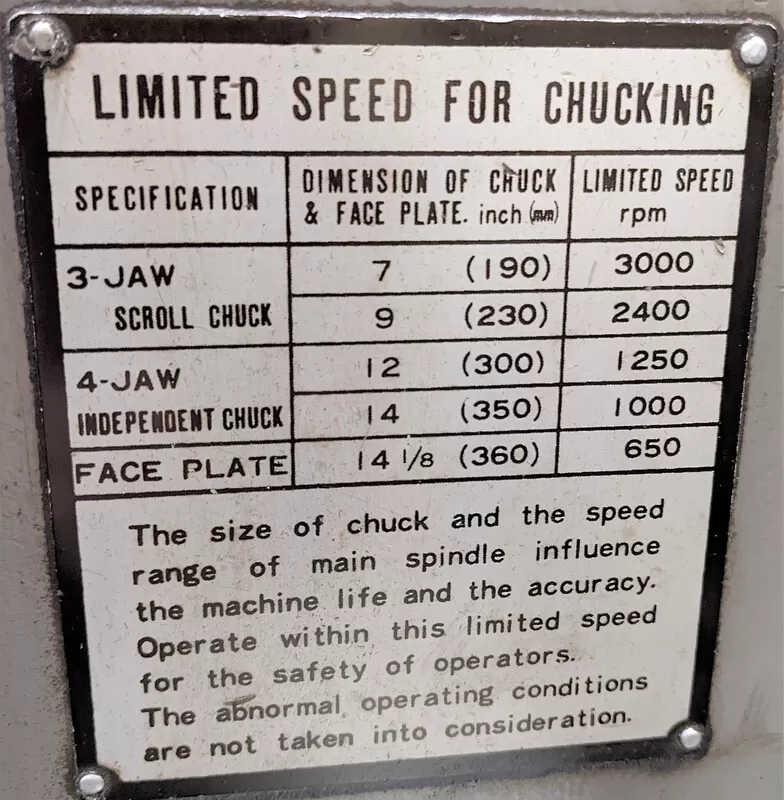 LIMITED SPEED FOR CHUCKING
SPECIFICATION
DIMENSION OF CHUCK
& FACE PLATE. inch (mm)
LIMITED SPEED
rpm
3-JAW
SCROLL CHUCK
7 (190) 3000
9 (230) 2400
4-JAW
INDEPENDENT CHUCK
12 (300) 1250
14 (350) 1000
FACE PLATE 14 1/8 (360) 650
The size of chuck and the speed
range of main spindle influence
the machine life and the accuracy.
Operate within this limited speed
for the safety of operators.
The abnormal operating conditions
are not taken into consideration.